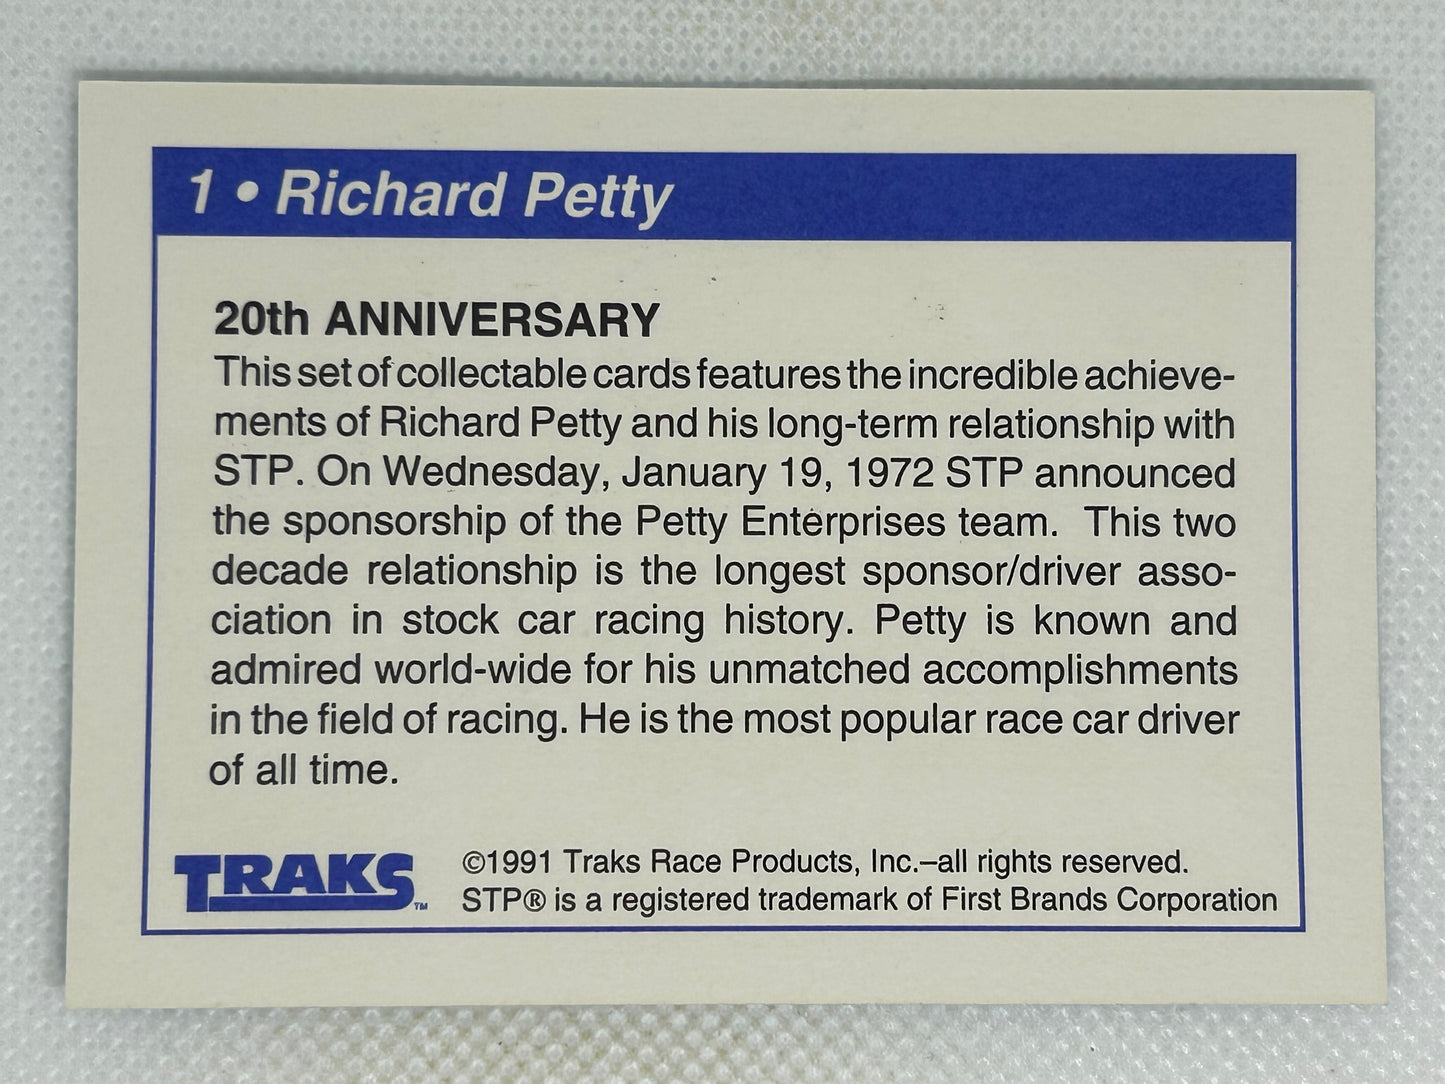 1 • Richard Petty
20th ANNIVERSARY
This set of collectable cards features the incredible achieve-
ments of Richard Petty and his long-term relationship with
STP. On Wednesday, January 19, 1972 STP announced
the sponsorship of the Petty Enterprises team.  This two
decade relationship is the longest sponsor/driver asso-
ciation in stock car racing history. Petty is known and
admired world-wide for his unmatched accomplishments
in the field of racing. He is the most popular race car driver
of all time.
TRAKS™
©1991 Traks Race Products, Inc.–all rights reserved.
STP® is a registered trademark of First Brands Corporation